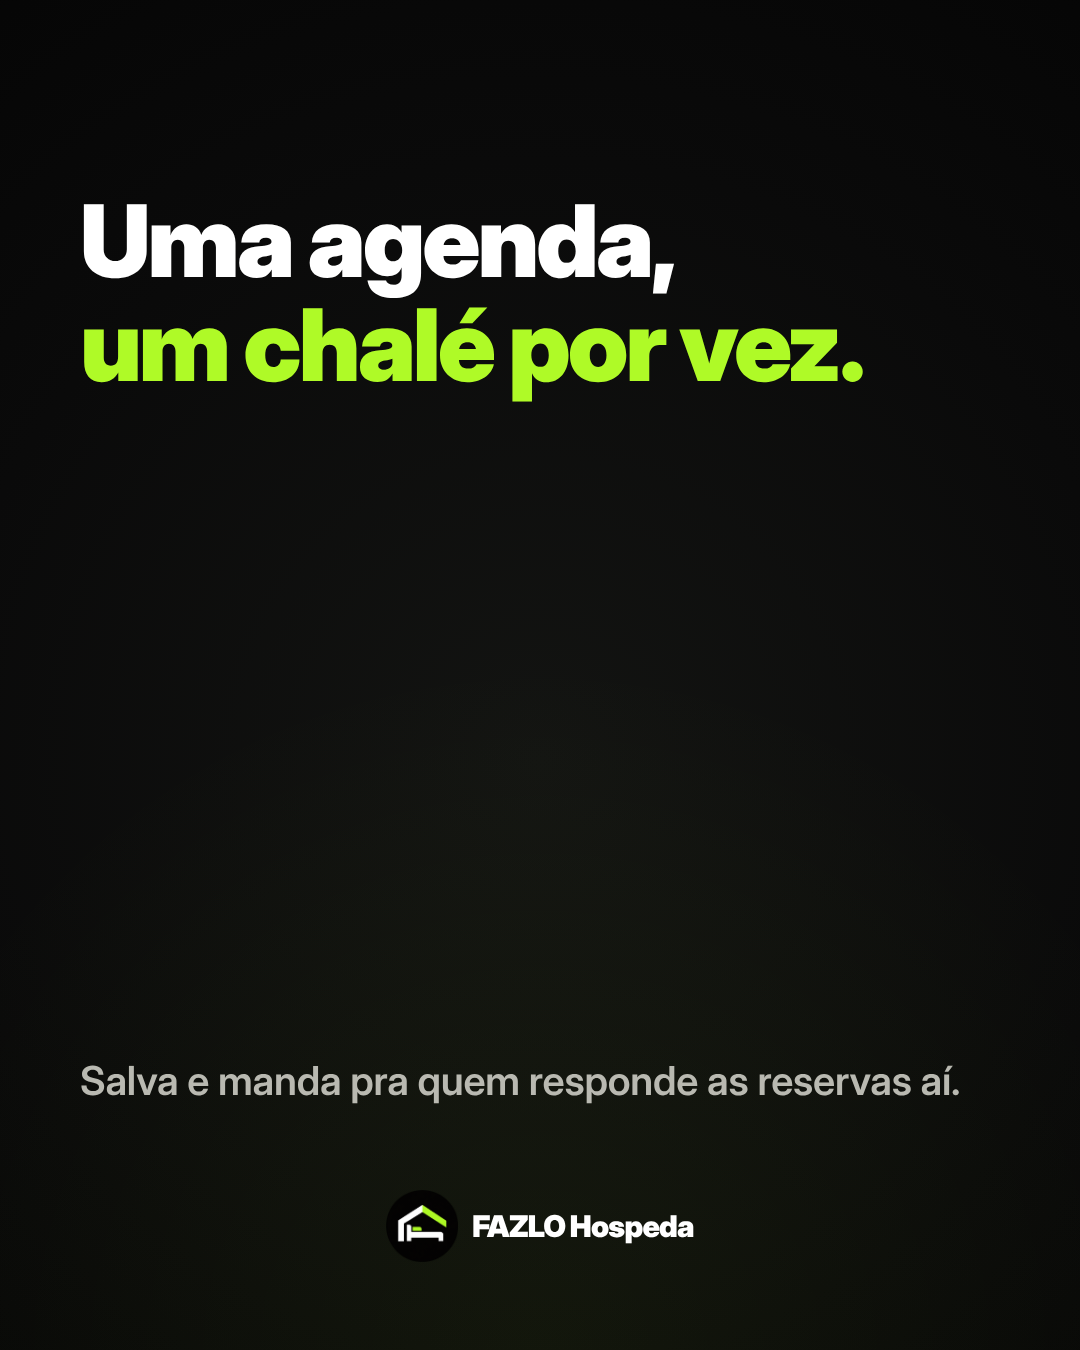 Uma agenda,
um chalé por vez.
Salva e manda pra quem responde as reservas aí.
FAZLO Hospeda